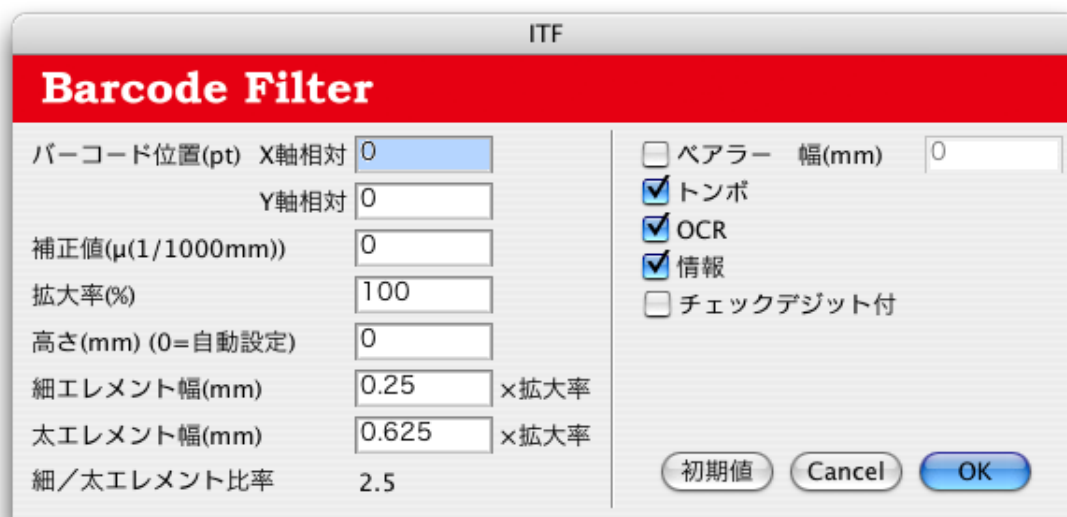 ITF
Barcode Filter
バーコード位置(pt) X軸相対 0
Y軸相対 0
補正値(μ(1/1000mm)) 0
拡大率(%) 100
高さ(mm) (0=自動設定) 0
細エレメント幅(mm) 0.25 ×拡大率
太エレメント幅(mm) 0.625 ×拡大率
細／太エレメント比率 2.5
ベアラー 幅(mm) 0
トンボ
OCR
情報
チェックデジット付
初期値 Cancel OK